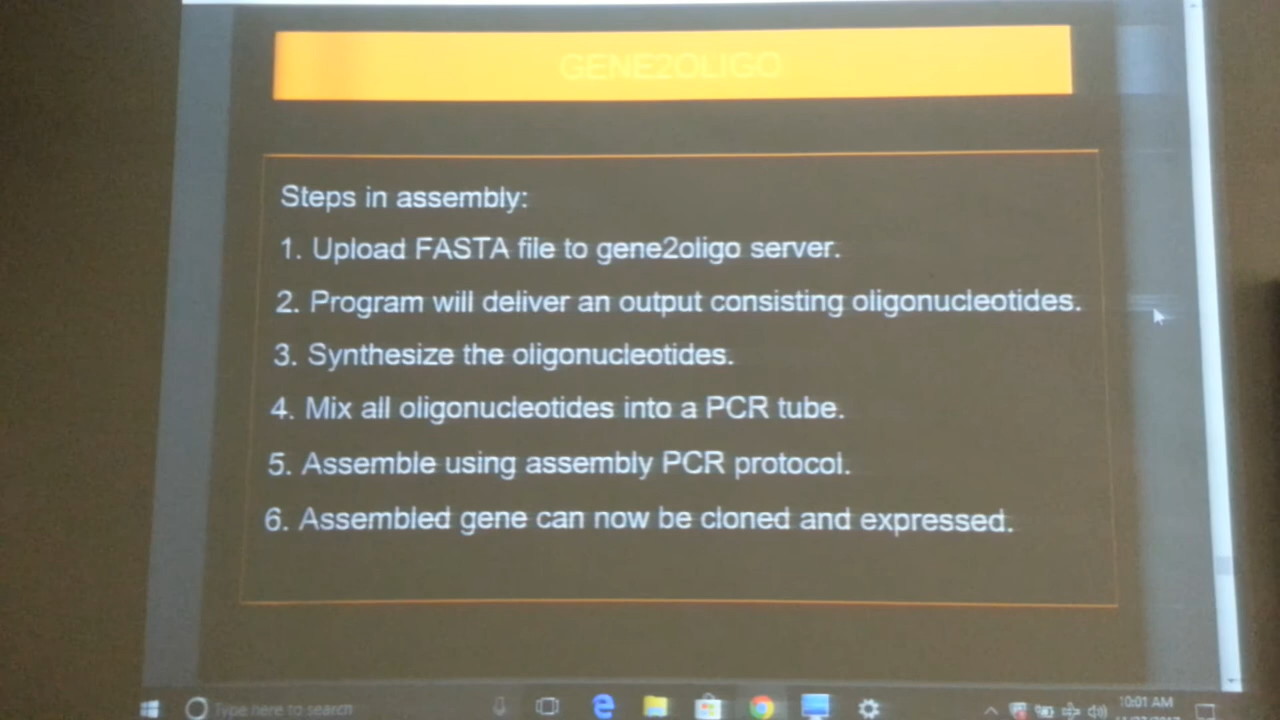 GENE2OLIGO
Steps in assembly:
1. Upload FASTA file to gene2oligo server.
2. Program will deliver an output consisting oligonucleotides.
3. Synthesize the oligonucleotides.
4. Mix all oligonucleotides into a PCR tube.
5. Assemble using assembly PCR protocol.
6. Assembled gene can now be cloned and expressed.
Type here to search
10:01 AM